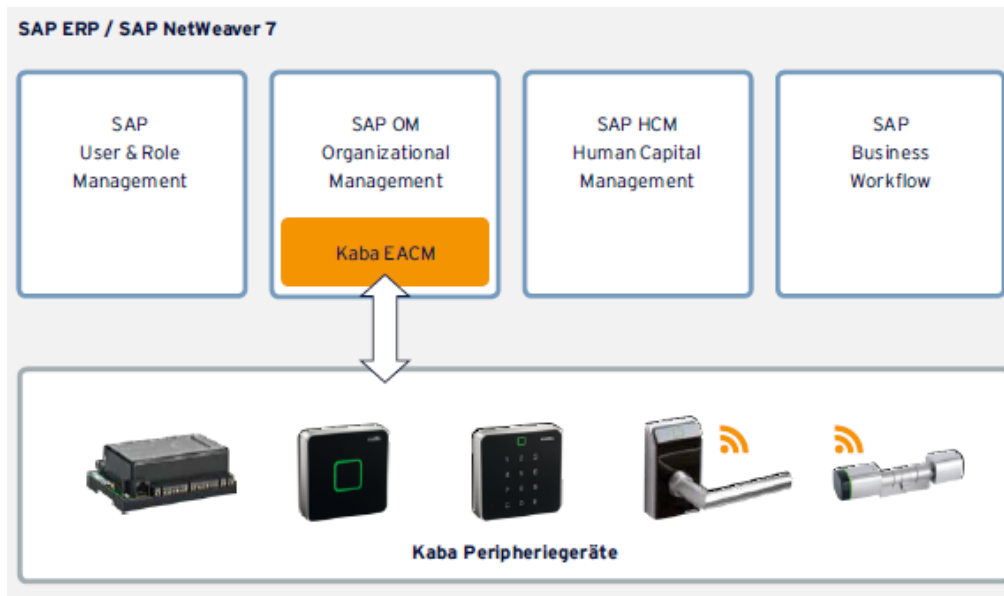 SAP ERP / SAP NetWeaver 7
SAP
User & Role
Management
SAP OM
Organizational
Management
Kaba EACM
SAP HCM
Human Capital
Management
SAP
Business
Workflow
Kaba Peripheriegeräte